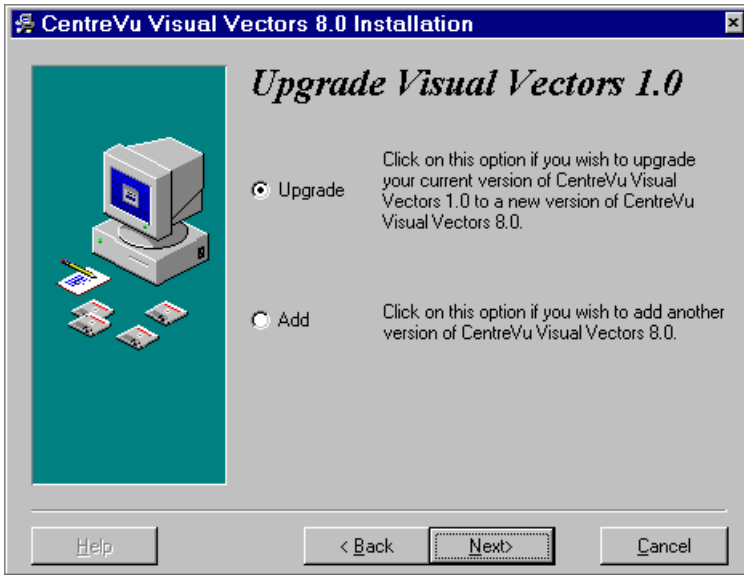 CentreVu Visual Vectors 8.0 Installation
Upgrade Visual Vectors 1.0
Upgrade
Click on this option if you wish to upgrade
your current version of CentreVu Visual
Vectors 1.0 to a new version of CentreVu
Visual Vectors 8.0.
Add
Click on this option if you wish to add another
version of CentreVu Visual Vectors 8.0.
Help
< Back
Next>
Cancel